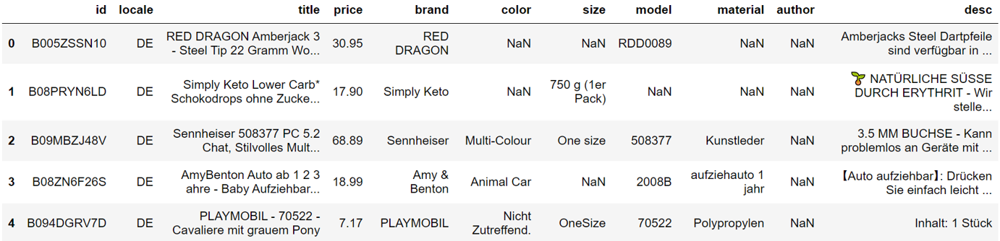 id locale title price brand color size model material author desc
0 B005ZSSN10 DE RED DRAGON Amberjack 3 - Steel Tip 22 Gramm Wo... 30.95 RED DRAGON NaN NaN RDD0089 NaN NaN Amberjacks Steel Dartpfeile sind verfügbar in ...
1 B08PRYN6LD DE Simply Keto Lower Carb* Schokodrops ohne Zucke... 17.90 Simply Keto NaN 750 g (1er Pack) NaN NaN NaN 🌱 NATÜRLICHE SÜSSE DURCH ERYTHRIT - Wir stelle...
2 B09MBZJ48V DE Sennheiser 508377 PC 5.2 Chat, Stilvolles Mult... 68.89 Sennheiser Multi-Colour One size 508377 Kunstleder NaN 3.5 MM BUCHSE - Kann problemlos an Geräte mit ...
3 B08ZN6F26S DE AmyBenton Auto ab 1 2 3 ahre - Baby Aufziehbar... 18.99 Amy & Benton Animal Car NaN 2008B aufziehauto 1 jahr NaN 【Auto aufziehbar】: Drücken Sie einfach leicht ...
4 B094DGRV7D DE PLAYMOBIL - 70522 - Cavaliere mit grauem Pony 7.17 PLAYMOBIL Nicht Zutreffend. OneSize 70522 Polypropylen NaN Inhalt: 1 Stück